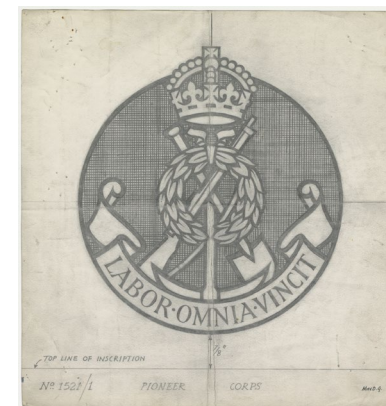 LABOR·OMNIA·VINCIT
TOP LINE OF INSCRIPTION
Nº 1521/1 PIONEER CORPS